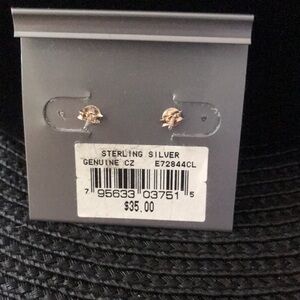 STERLING SILVER
GENUINE CZ E72844CL
7 95633 03751 5
$35.00